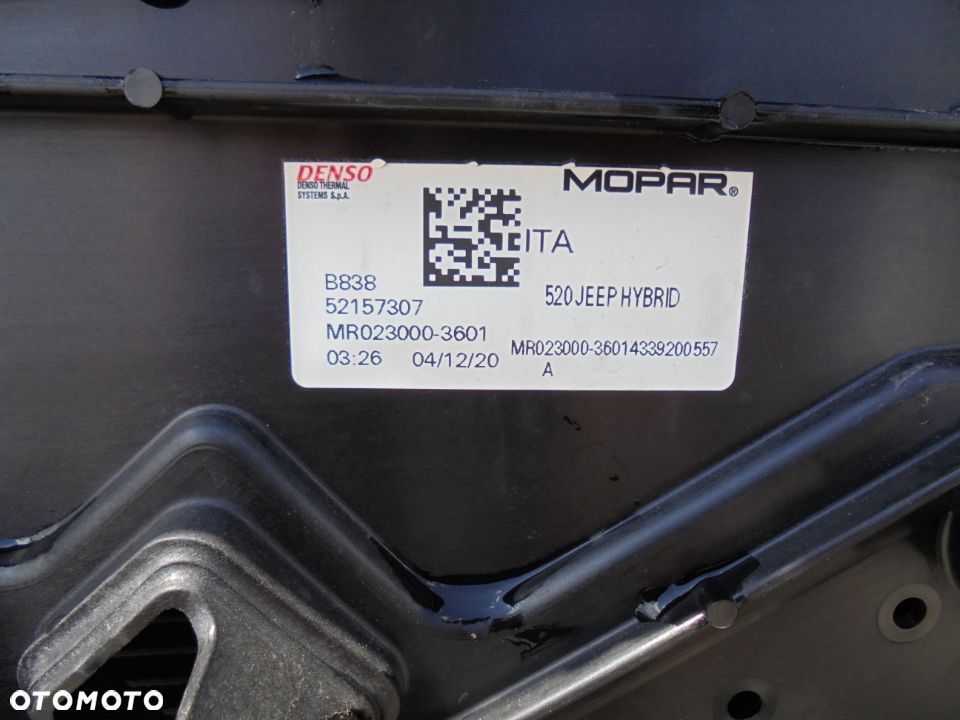 DENSO
DENSO THERMAL
SYSTEMS S.p.A.
MOPAR®
ITA
B838
52157307
520 JEEP HYBRID
MR023000-3601
MR023000-36014339200557
03:26 04/12/20
A
OTOMOTO